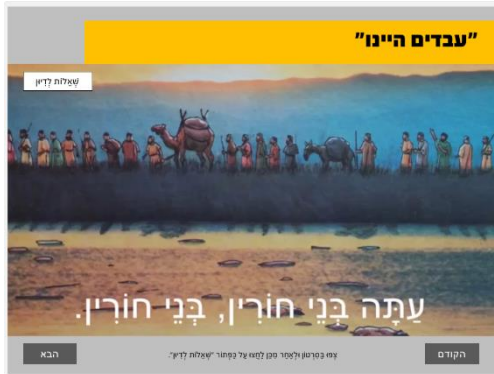 "עבדים היינו"
שְׁאֵלוֹת לְדִיּוּן
עַתָּה בְּנֵי חוֹרִין, בְּנֵי חוֹרִין.
הקודם
צְפוּ בַּסִּרְטוֹן וּלְאַחַר מִכֵּן לַחֲצוּ עַל כַּפְתּוֹר "שְׁאֵלוֹת לְדִיּוּן".
הבא